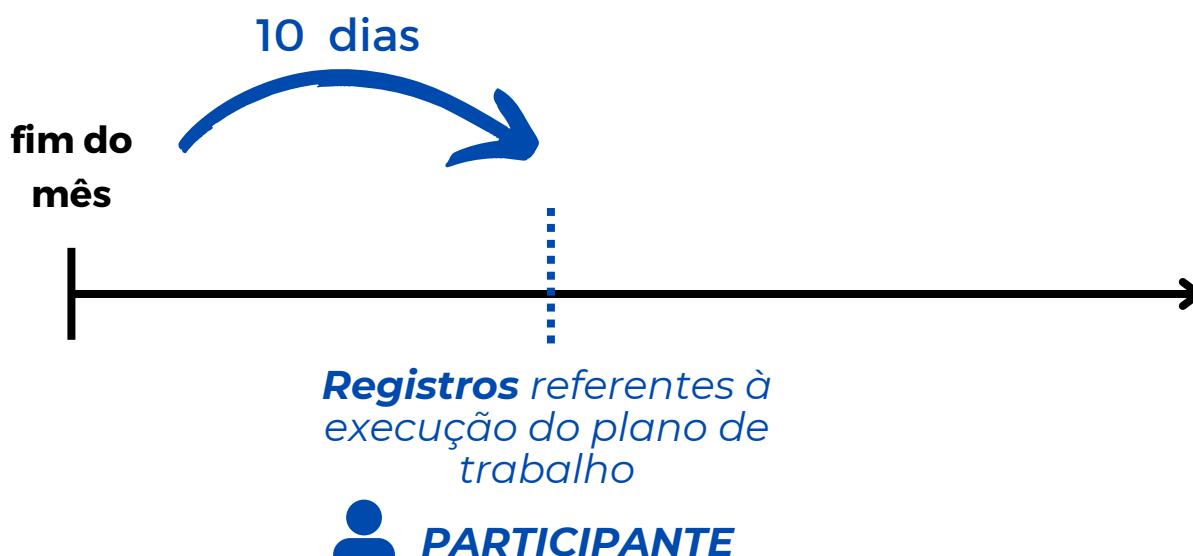 10 dias
fim do
mês
Registros referentes à
execução do plano de
trabalho
PARTICIPANTE